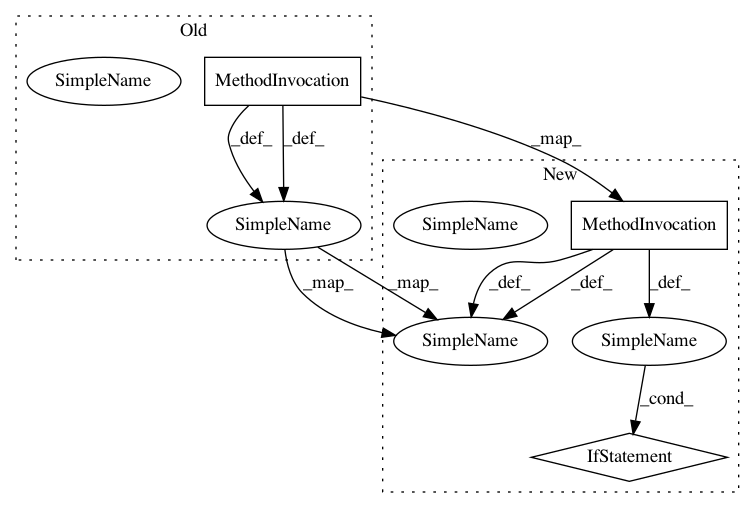 Old
SimpleName
MethodInvocation
_def_
_def_
_map_
New
SimpleName
SimpleName
MethodInvocation
_map_
_map_
_def_
_def_
_def_
SimpleName
SimpleName
_cond_
IfStatement